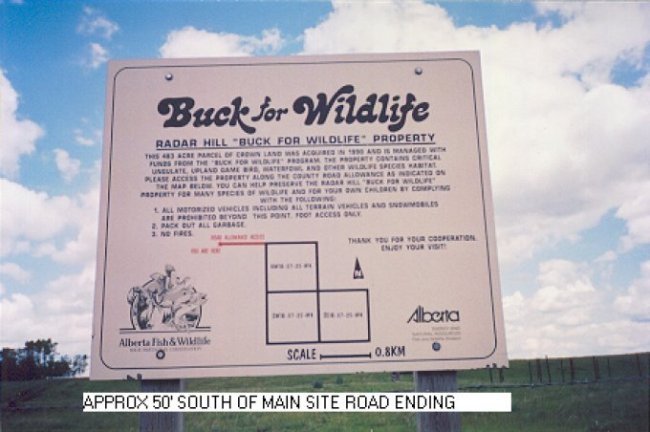 Buck for Wildlife
RADAR HILL "BUCK FOR WILDLIFE" PROPERTY
THIS 483 ACRE PARCEL OF CROWN LAND WAS ACQUIRED IN 1990 AND IS MANAGED WITH
FUNDS FROM THE "BUCK FOR WILDLIFE" PROGRAM. THE PROPERTY CONTAINS CRITICAL
UNGULATE, UPLAND GAME BIRD, WATERFOWL AND OTHER WILDLIFE SPECIES HABITAT.
PLEASE ACCESS THE PROPERTY ALONG THE COUNTY ROAD ALLOWANCE AS INDICATED ON
THE MAP BELOW. YOU CAN HELP PRESERVE THE RADAR HILL "BUCK FOR WILDLIFE"
PROPERTY FOR MANY SPECIES OF WILDLIFE AND FOR YOUR OWN CHILDREN BY COMPLYING
WITH THE FOLLOWING:
1. ALL MOTORIZED VEHICLES INCLUDING ALL TERRAIN VEHICLES AND SNOWMOBILES
ARE PROHIBITED BEYOND THIS POINT. FOOT ACCESS ONLY.
2. PACK OUT ALL GARBAGE.
3. NO FIRES.
ROAD ALLOWANCE ACCESS
YOU ARE HERE
THANK YOU FOR YOUR COOPERATION.
ENJOY YOUR VISIT!
N
Alberta Fish & Wildlife
Alberta
SCALE 0.8KM
APPROX 50' SOUTH OF MAIN SITE ROAD ENDING